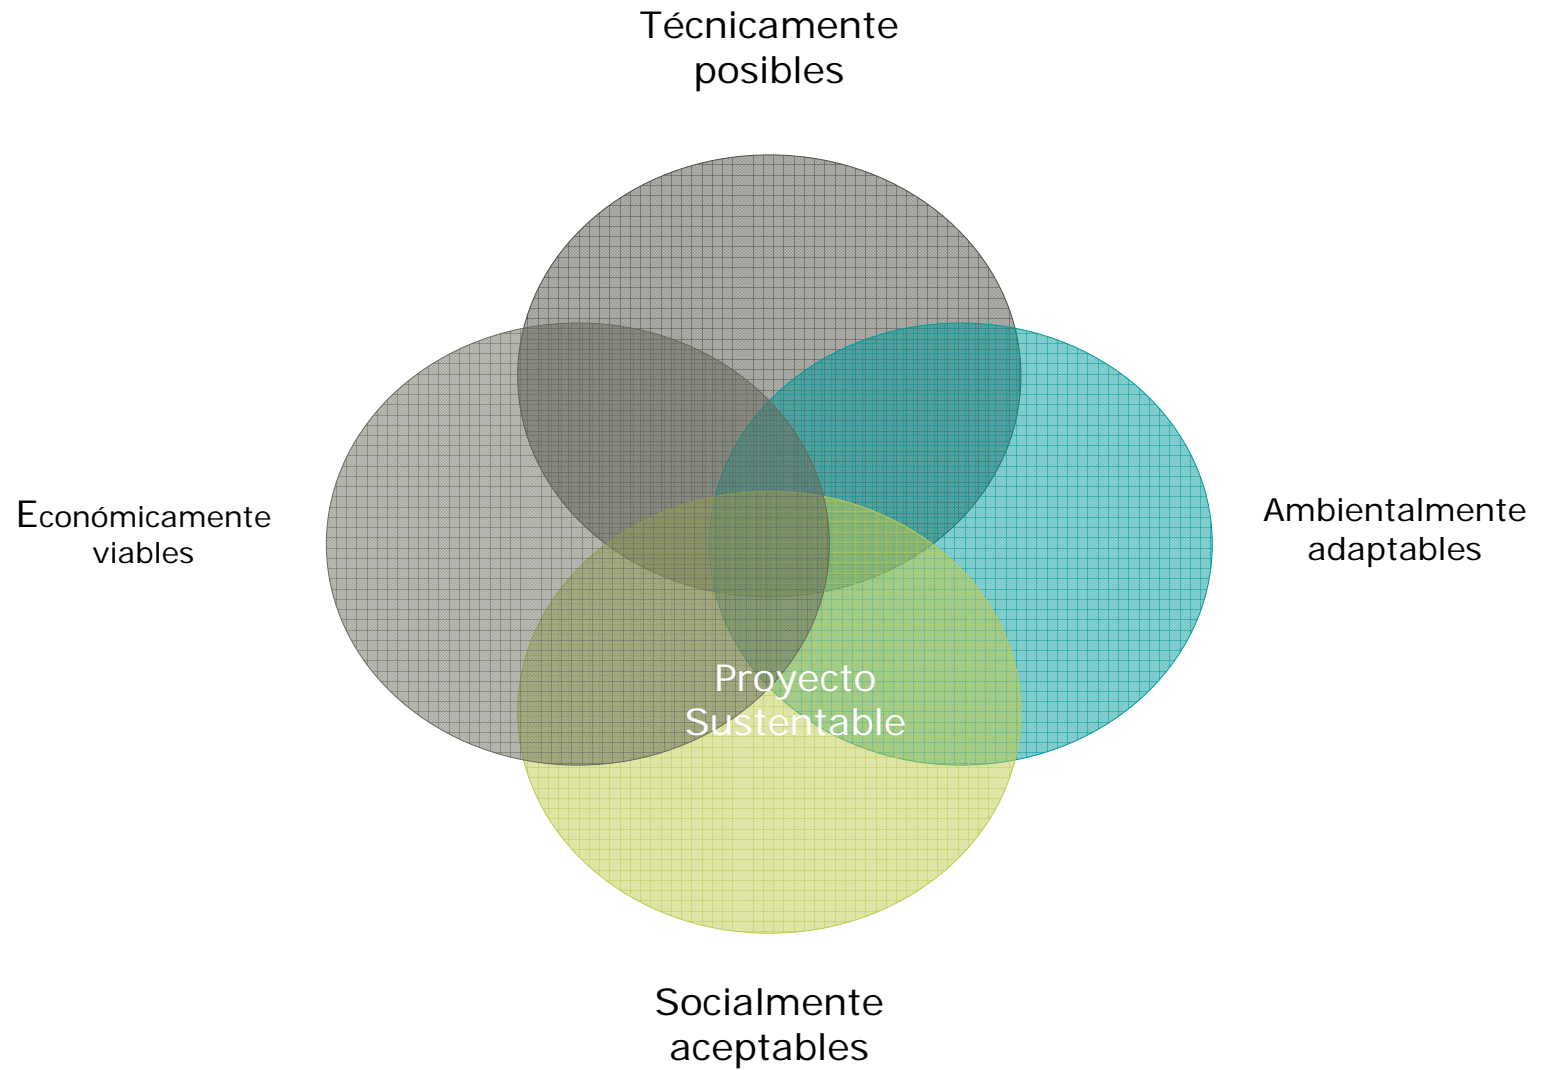 Técnicamente
posibles
Económicamente
viables
Ambientalmente
adaptables
Proyecto
Sustentable
Socialmente
aceptables